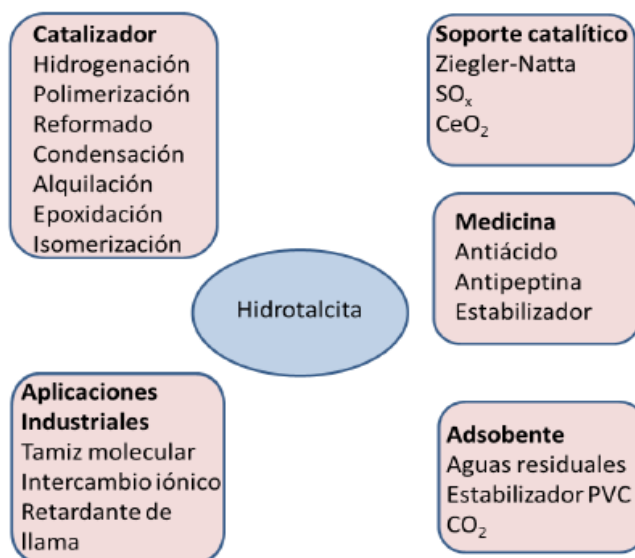 Catalizador
Hidrogenación
Polimerización
Reformado
Condensación
Alquilación
Epoxidación
Isomerización
Soporte catalítico
Ziegler-Natta
SOₓ
CeO₂
Medicina
Antiácido
Antipeptina
Estabilizador
Hidrotalcita
Aplicaciones
Industriales
Tamiz molecular
Intercambio iónico
Retardante de
llama
Adsobente
Aguas residuales
Estabilizador PVC
CO₂